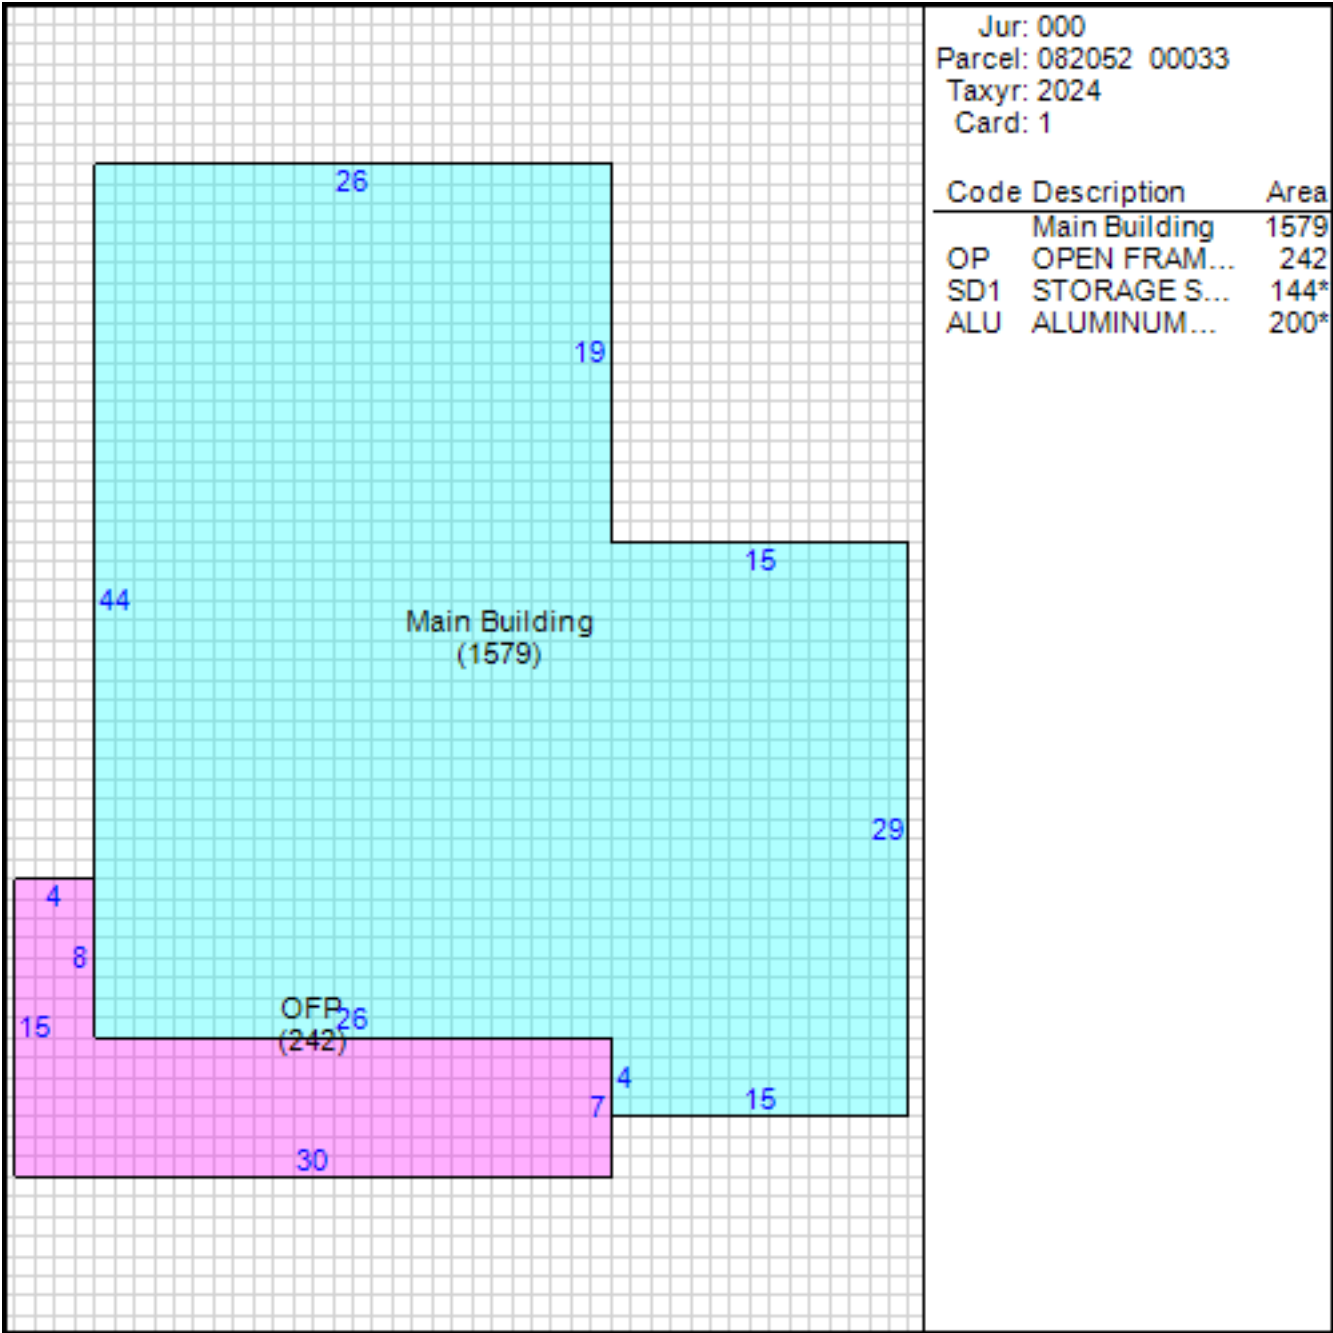 Jur: 000
Parcel: 082052 00033
Taxyr: 2024
Card: 1
Code Description Area
Main Building 1579
OP OPEN FRAM... 242
SD1 STORAGE S... 144*
ALU ALUMINUM... 200*
26
19
15
44
Main Building
(1579)
29
4
8
OFP
26
15
(242)
4
7
15
30